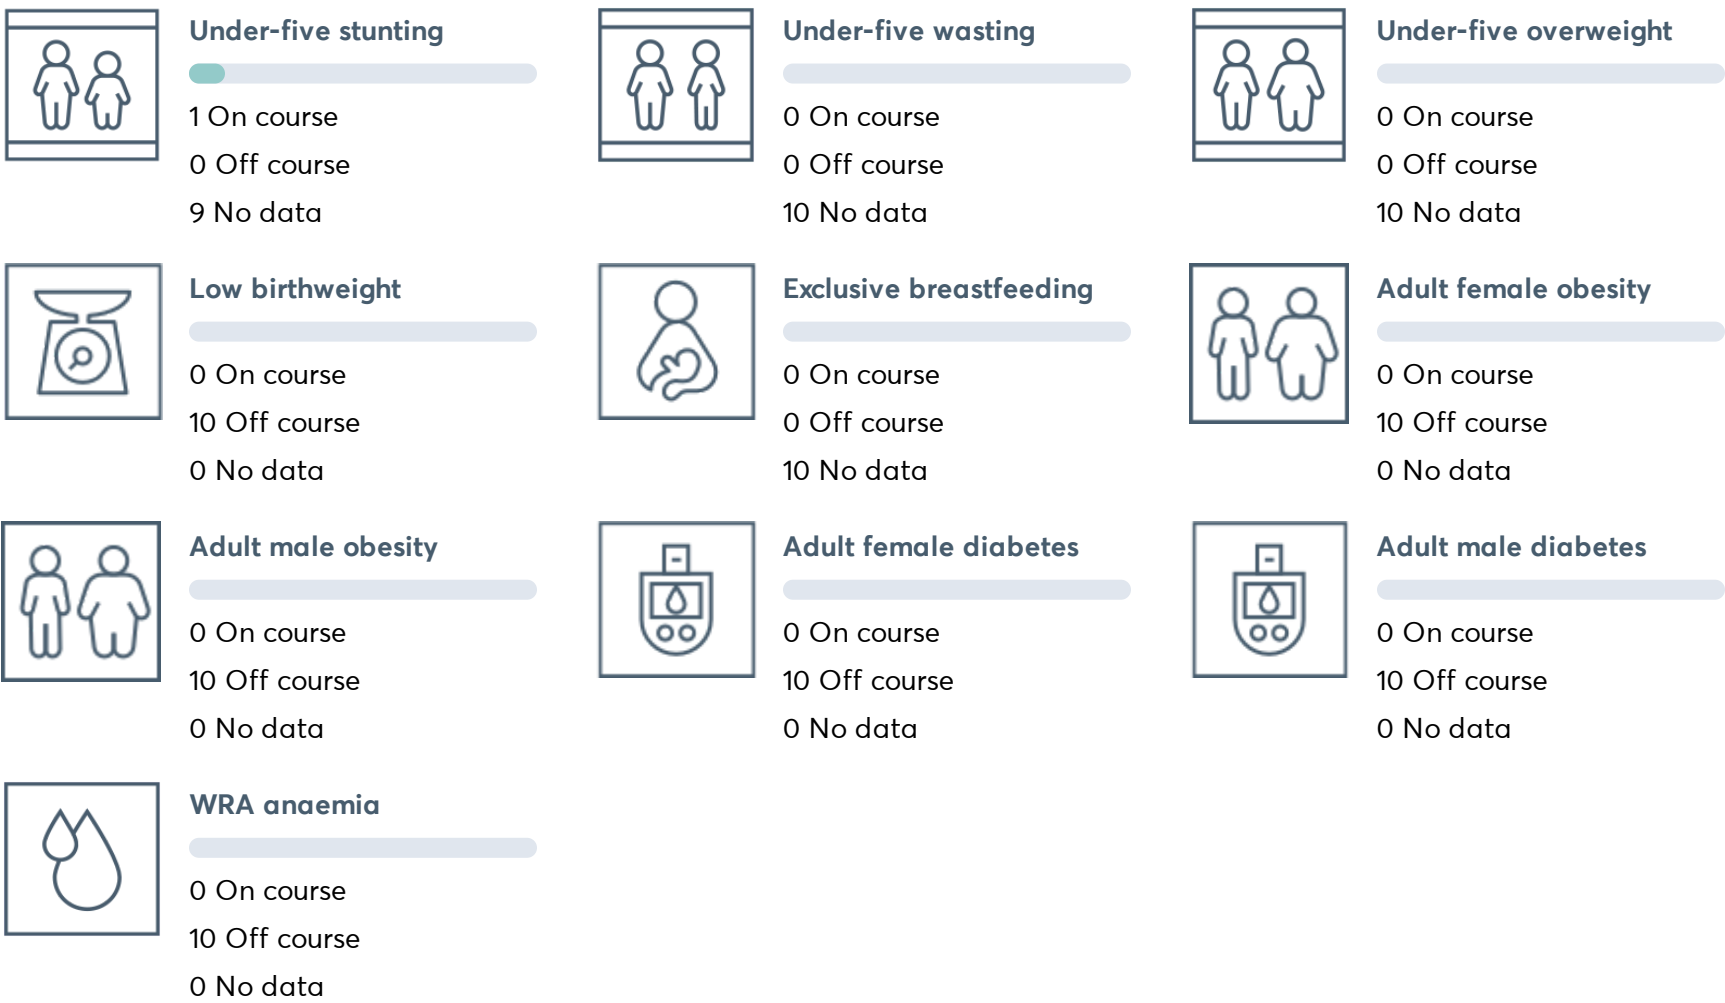 Under-five stunting
1 On course
0 Off course
9 No data
Under-five wasting
0 On course
0 Off course
10 No data
Under-five overweight
0 On course
0 Off course
10 No data
Low birthweight
0 On course
10 Off course
0 No data
Exclusive breastfeeding
0 On course
0 Off course
10 No data
Adult female obesity
0 On course
10 Off course
0 No data
Adult male obesity
0 On course
10 Off course
0 No data
Adult female diabetes
0 On course
10 Off course
0 No data
Adult male diabetes
0 On course
10 Off course
0 No data
WRA anaemia
0 On course
10 Off course
0 No data